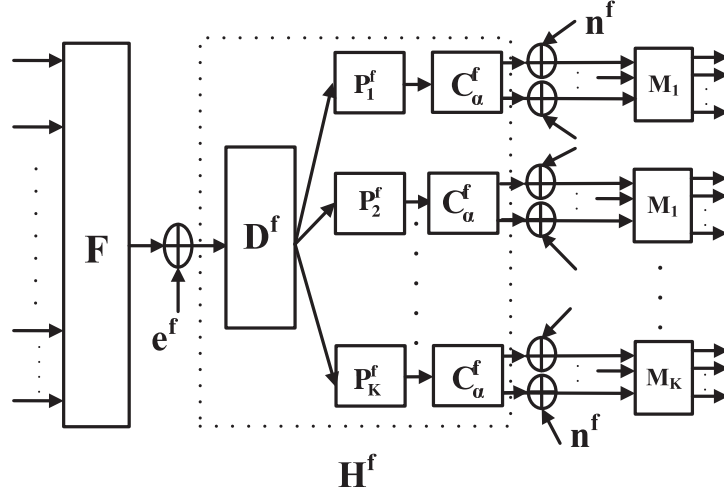 n^f
P_1^f
C_α^f
M_1
P_2^f
C_α^f
M_1
F
D^f
e^f
P_K^f
C_α^f
M_K
n^f
H^f